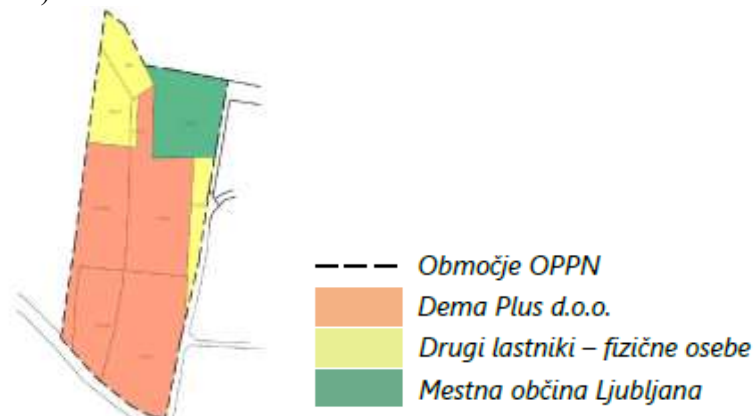 Območje OPPN
Dema Plus d.o.o.
Drugi lastniki – fizične osebe
Mestna občina Ljubljana